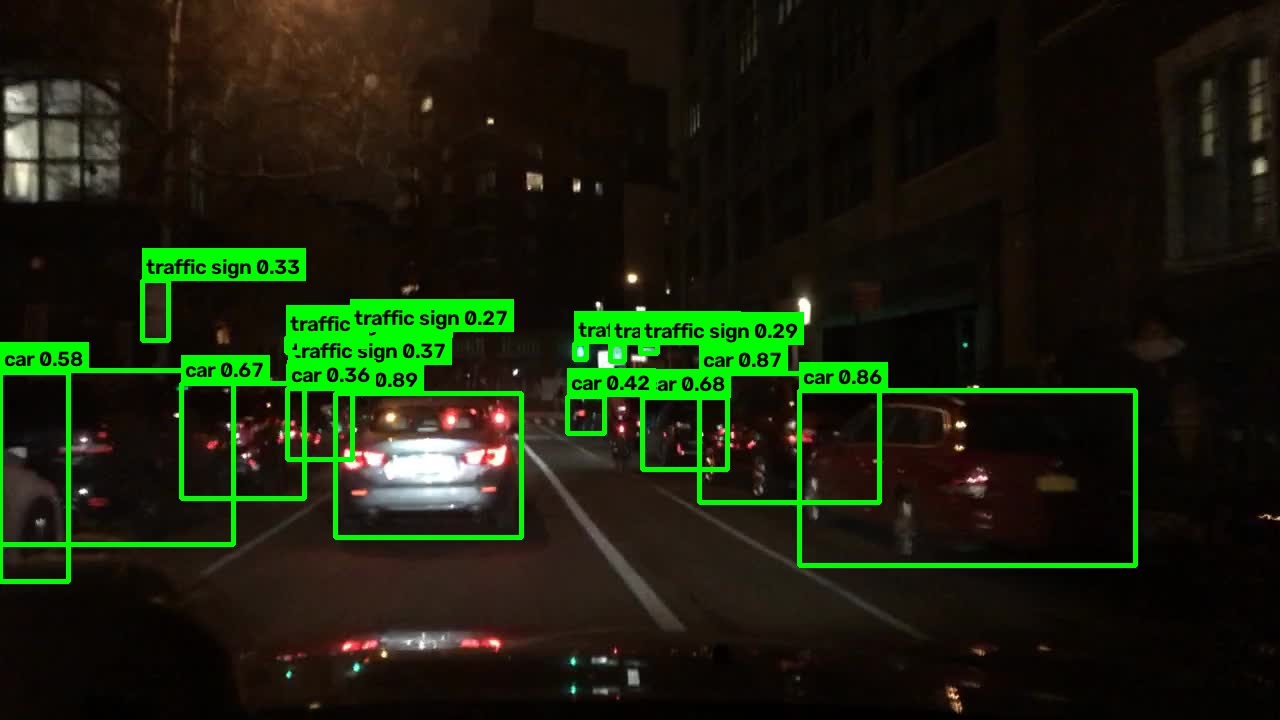 traffic sign 0.33
traffic
traffic sign 0.27
traffic sign 0.37
traf
tra
traffic sign 0.29
car 0.58
car 0.67
car 0.36
0.89
car 0.42
car 0.68
car 0.87
car 0.86